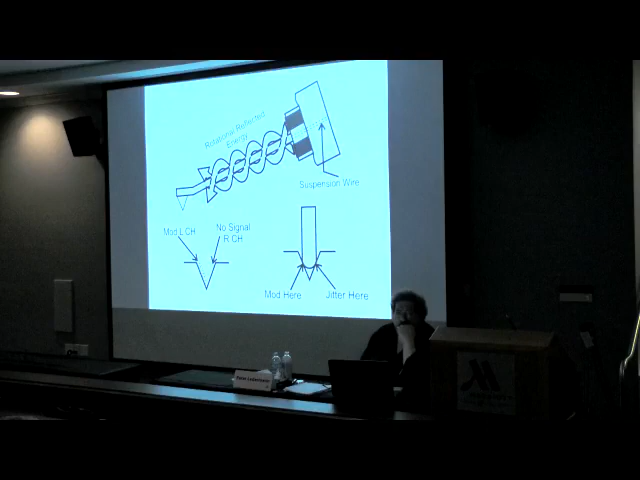 Rotational Reflected
Energy
Suspension Wire
Mod L CH
No Signal
R CH
Mod Here
Jitter Here